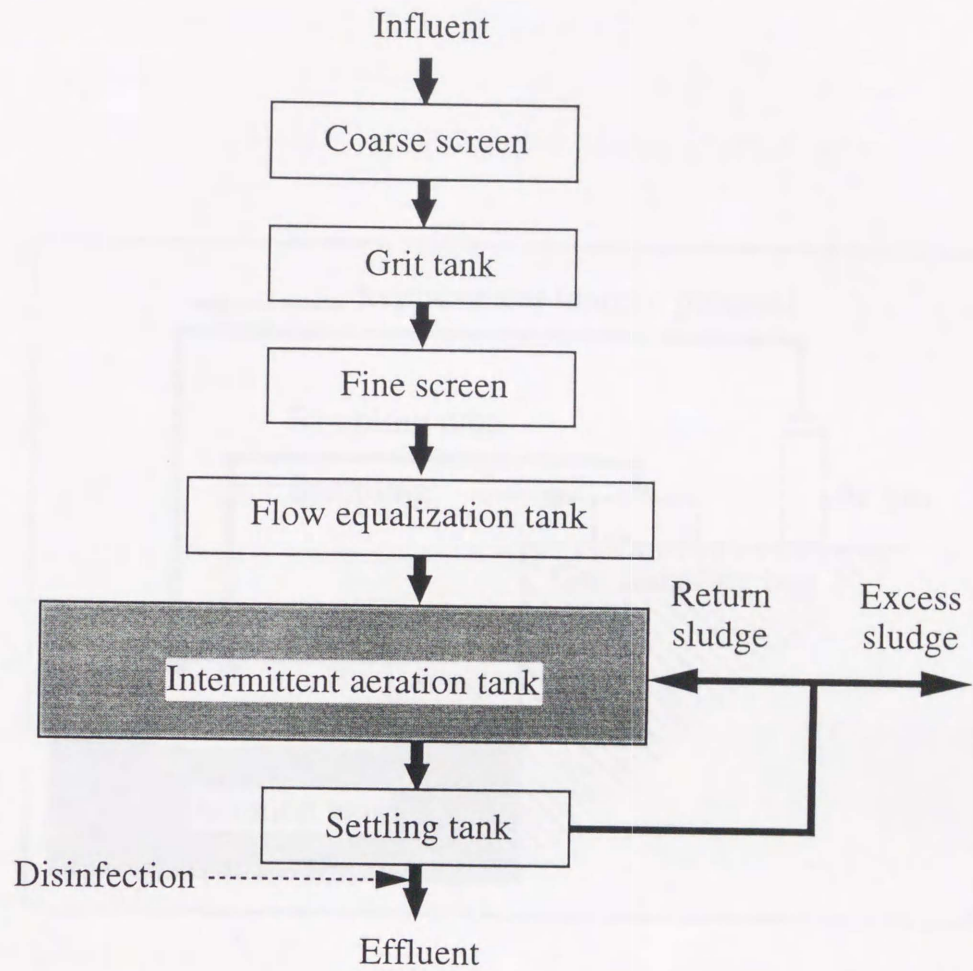 Influent
Coarse screen
Grit tank
Fine screen
Flow equalization tank
Return
sludge
Excess
sludge
Intermittent aeration tank
Settling tank
Disinfection
Effluent